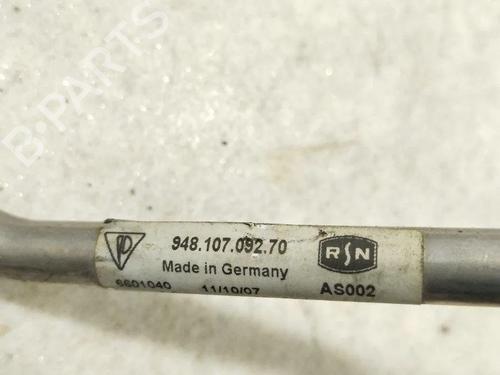 B-PARTS
948.107.092.70
RSN
Made in Germany
6601040 11/10/07 AS002